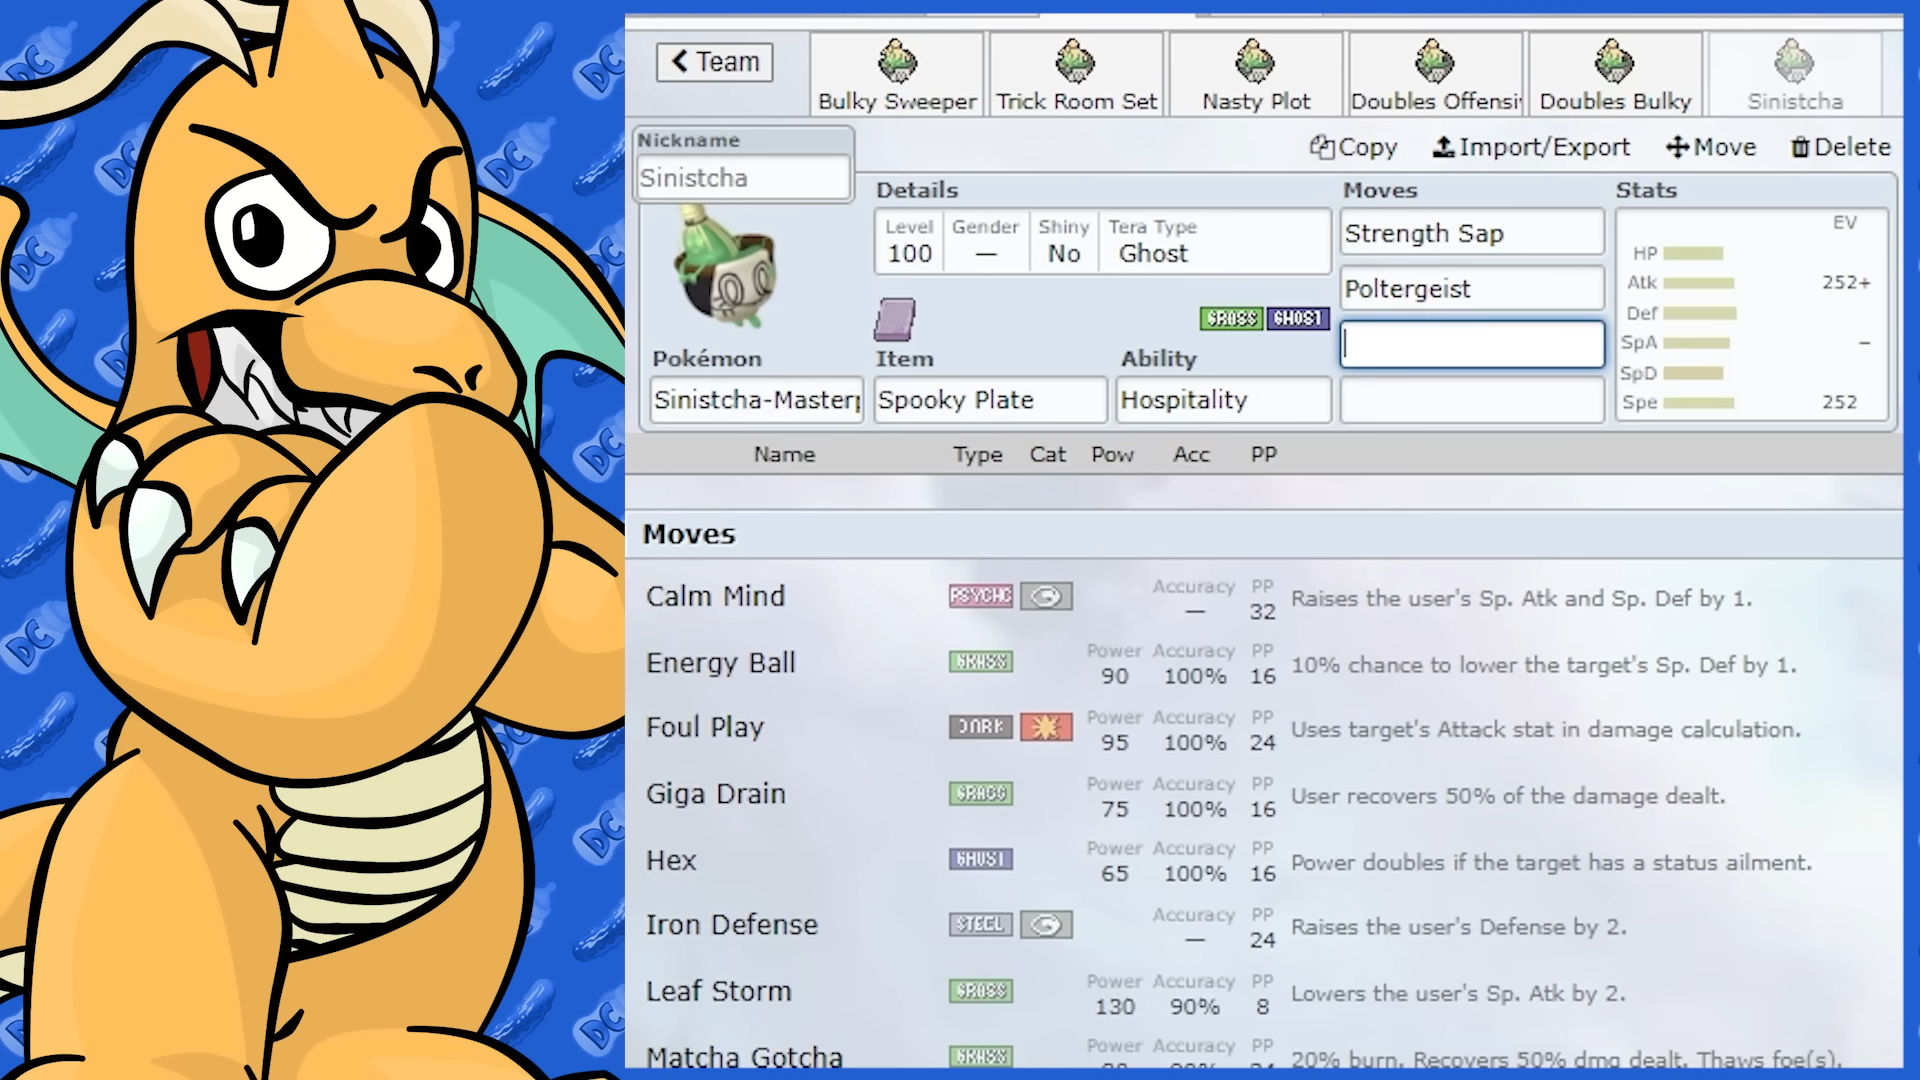 Team
Bulky Sweeper
Trick Room Set
Nasty Plot
Doubles Offensi
Doubles Bulky
Sinistcha
Nickname
Sinistcha
Copy
Import/Export
Move
Delete
Details
Level
100
Gender
—
Shiny
No
Tera Type
Ghost
GRASS
GHOST
Pokémon
Sinistcha-Masterp
Item
Spooky Plate
Ability
Hospitality
Moves
Strength Sap
Poltergeist
Stats
EV
HP
Atk 252+
Def
SpA –
SpD
Spe 252
Name Type Cat Pow Acc PP
Moves
Calm Mind PSYCHC Accuracy — PP 32 Raises the user's Sp. Atk and Sp. Def by 1.
Energy Ball GRASS Power 90 Accuracy 100% PP 16 10% chance to lower the target's Sp. Def by 1.
Foul Play DARK Power 95 Accuracy 100% PP 24 Uses target's Attack stat in damage calculation.
Giga Drain GRASS Power 75 Accuracy 100% PP 16 User recovers 50% of the damage dealt.
Hex GHOST Power 65 Accuracy 100% PP 16 Power doubles if the target has a status ailment.
Iron Defense STEEL Accuracy — PP 24 Raises the user's Defense by 2.
Leaf Storm GRASS Power 130 Accuracy 90% PP 8 Lowers the user's Sp. Atk by 2.
Matcha Gotcha GRASS Power Accuracy PP 20% burn. Recovers 50% dmg dealt. Thaws foe(s).
DC